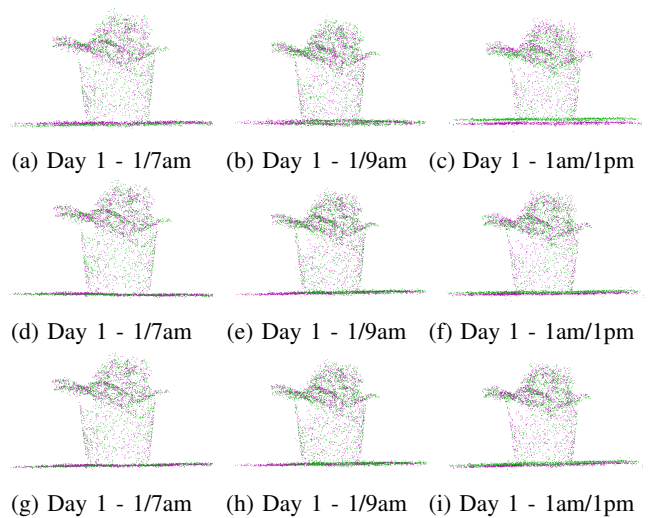 (a) Day 1 - 1/7am (b) Day 1 - 1/9am (c) Day 1 - 1am/1pm
(d) Day 1 - 1/7am (e) Day 1 - 1/9am (f) Day 1 - 1am/1pm
(g) Day 1 - 1/7am (h) Day 1 - 1/9am (i) Day 1 - 1am/1pm